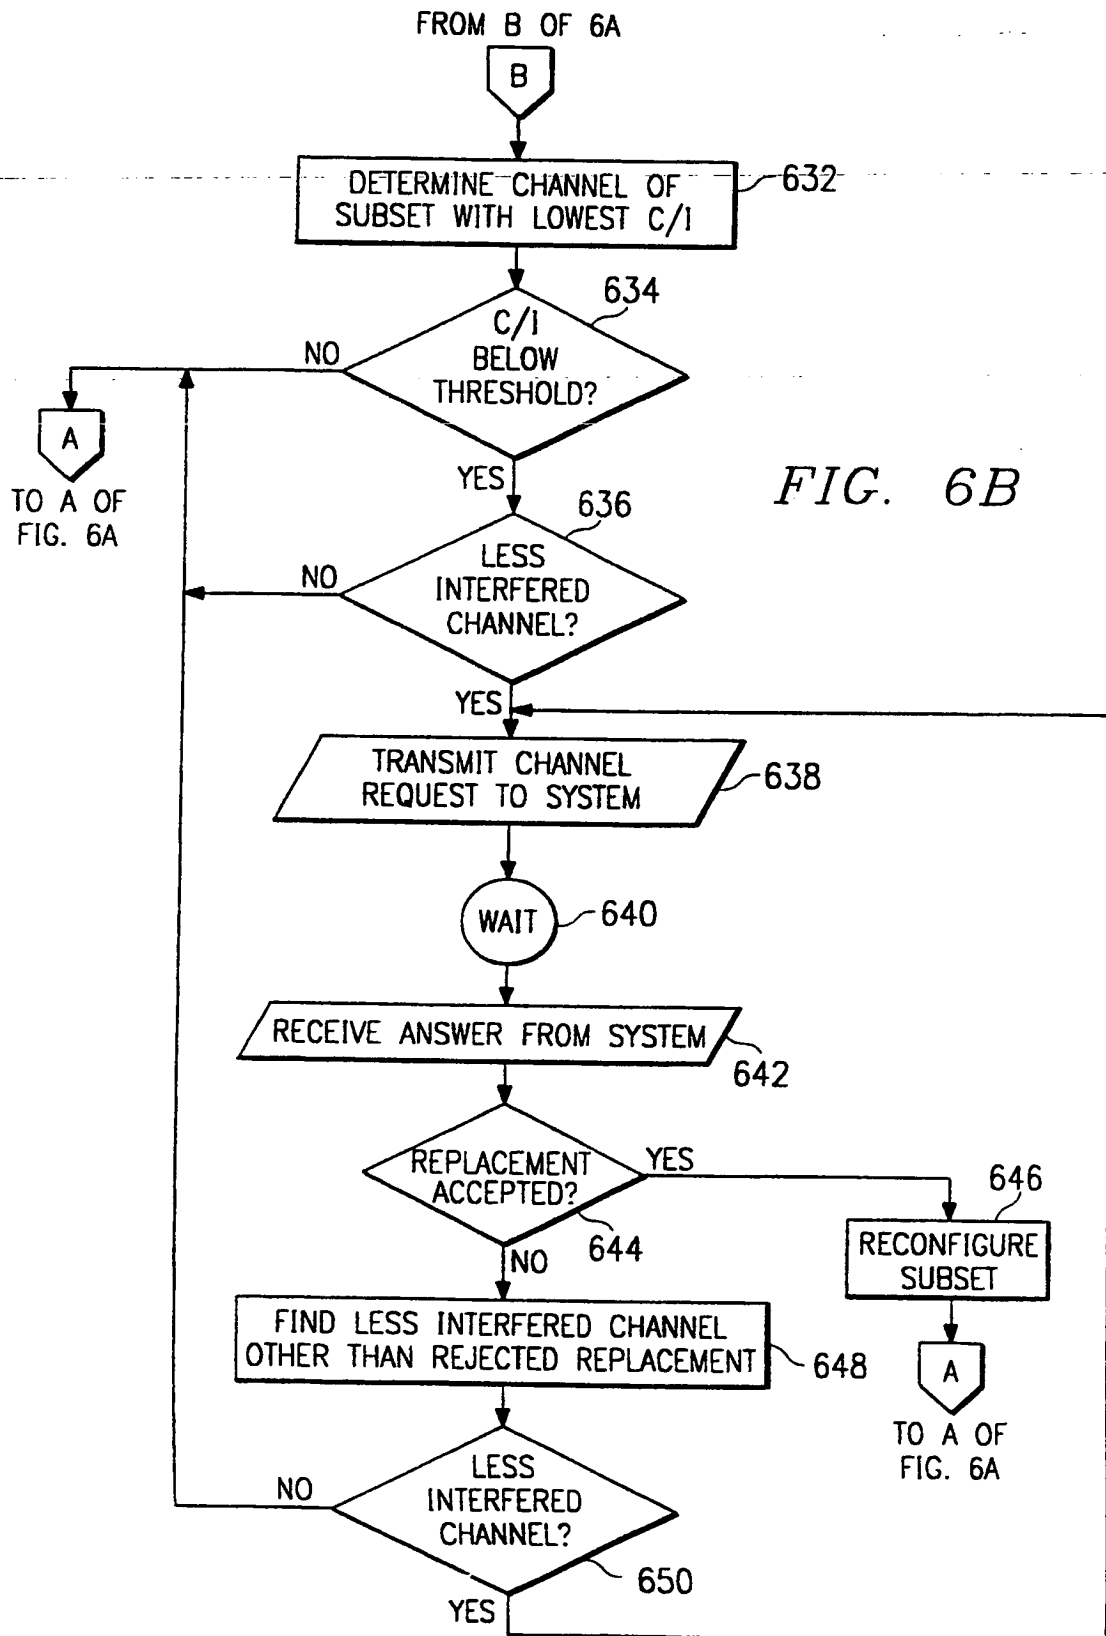 FROM B OF 6A
B
DETERMINE CHANNEL OF
SUBSET WITH LOWEST C/I
632
634
C/I
BELOW
THRESHOLD?
NO
A
TO A OF
FIG. 6A
YES
FIG. 6B
636
LESS
INTERFERED
CHANNEL?
NO
YES
TRANSMIT CHANNEL
REQUEST TO SYSTEM
638
WAIT
640
RECEIVE ANSWER FROM SYSTEM
642
REPLACEMENT
ACCEPTED?
YES
644
NO
646
RECONFIGURE
SUBSET
FIND LESS INTERFERED CHANNEL
OTHER THAN REJECTED REPLACEMENT
648
A
TO A OF
FIG. 6A
LESS
INTERFERED
CHANNEL?
NO
650
YES